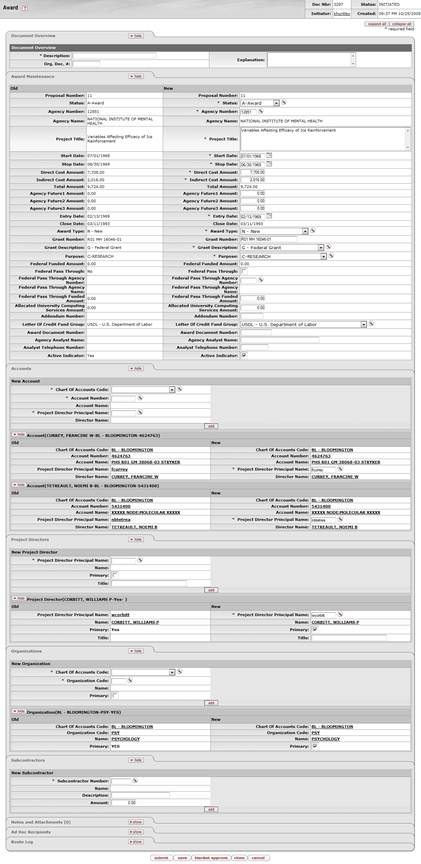 Award
Doc Nbr: 3297 Status: INITIATED
Initiator: khuntley Created: 09:37 PM 10/25/2009
expand all collapse all
* required field
Document Overview hide
Document Overview
* Description: Explanation:
Org. Doc. #:
Award Maintenance hide
Old New
Proposal Number: 11 Proposal Number: 11
Status: A-Award * Status: A-Award
Agency Number: 12851 * Agency Number: 12851
Agency Name: NATIONAL INSTITUTE OF MENTAL HEALTH Agency Name: NATIONAL INSTITUTE OF MENTAL HEALTH
Project Title: Variables Affecting Efficacy of Ice Reinforcement * Project Title: Variables Affecting Efficacy of Ice Reinforcement
Start Date: 07/01/1968 * Start Date: 07/01/1968
Stop Date: 06/30/1969 * Stop Date: 06/30/1969
Direct Cost Amount: 7,708.00 * Direct Cost Amount: 7,708.00
Indirect Cost Amount: 2,016.00 * Indirect Cost Amount: 2,016.00
Total Amount: 9,724.00 Total Amount: 9,724.00
Agency Future1 Amount: 0.00 Agency Future1 Amount: 0.00
Agency Future2 Amount: 0.00 Agency Future2 Amount: 0.00
Agency Future3 Amount: 0.00 Agency Future3 Amount: 0.00
Entry Date: 02/13/1969 * Entry Date: 02/13/1969
Close Date: 03/11/1993 Close Date: 03/11/1993
Award Type: N - New * Award Type: N - New
Grant Number: R01 MH 16046-01 Grant Number: R01 MH 16046-01
Grant Description: G - Federal Grant * Grant Description: G - Federal Grant
Purpose: C-RESEARCH * Purpose: C-RESEARCH
Federal Funded Amount: 0.00 Federal Funded Amount: 0.00
Federal Pass Through: No Federal Pass Through:
Federal Pass Through Agency Number: Federal Pass Through Agency Number:
Federal Pass Through Agency Name: Federal Pass Through Agency Name:
Federal Pass Through Funded Amount: 0.00 Federal Pass Through Funded Amount: 0.00
Allocated University Computing Services Amount: 0.00 Allocated University Computing Services Amount: 0.00
Addendum Number: Addendum Number:
Letter Of Credit Fund Group: USDL - U.S. Department of Labor Letter Of Credit Fund Group: USDL - U.S. Department of Labor
Award Document Number: Award Document Number:
Agency Analyst Name: Agency Analyst Name:
Analyst Telephone Number: Analyst Telephone Number:
Active Indicator: Yes Active Indicator:
Accounts hide
New Account
* Chart Of Accounts Code:
* Account Number:
Account Name:
* Project Director Principal Name:
Director Name:
add
hide Account(CURREY, FRANCINE W-BL - BLOOMINGTON-4624763)
Old New
Chart Of Accounts Code: BL - BLOOMINGTON Chart Of Accounts Code: BL - BLOOMINGTON
Account Number: 4624763 Account Number: 4624763
Account Name: PHS R01 GM 28068-03 STRYKER Account Name: PHS R01 GM 28068-03 STRYKER
Project Director Principal Name: fcurrey * Project Director Principal Name: fcurrey
Director Name: CURREY, FRANCINE W Director Name: CURREY, FRANCINE W
hide Account(TETREAULT, NOEMI B-BL - BLOOMINGTON-5431400)
Old New
Chart Of Accounts Code: BL - BLOOMINGTON Chart Of Accounts Code: BL - BLOOMINGTON
Account Number: 5431400 Account Number: 5431400
Account Name: XXXXX NODE:MOLECULAR XXXXX Account Name: XXXXX NODE:MOLECULAR XXXXX
Project Director Principal Name: * Project Director Principal Name:
Director Name: TETREAULT, NOEMI B Director Name: TETREAULT, NOEMI B
Project Directors hide
New Project Director
* Project Director Principal Name:
Name:
Primary:
Title:
add
hide Project Director(CORBITT, WILLIAMS P-Yes- )
Old New
Project Director Principal Name: wcorbitt * Project Director Principal Name: wcorbitt
Name: CORBITT, WILLIAMS P Name: CORBITT, WILLIAMS P
Primary: Yes Primary:
Title: Title:
Organizations hide
New Organization
* Chart Of Accounts Code:
* Organization Code:
Name:
Primary:
add
hide Organization(BL - BLOOMINGTON-PSY-YES)
Old New
Chart Of Accounts Code: BL - BLOOMINGTON Chart Of Accounts Code: BL - BLOOMINGTON
Organization Code: PSY Organization Code: PSY
Name: PSYCHOLOGY Name: PSYCHOLOGY
Primary: YES Primary:
Subcontractors hide
New Subcontractor
* Subcontractor Number:
Name:
Description:
Amount: 0.00
add
Notes and Attachments (0) show
Ad Hoc Recipients show
Route Log show
submit save blanket approve close cancel